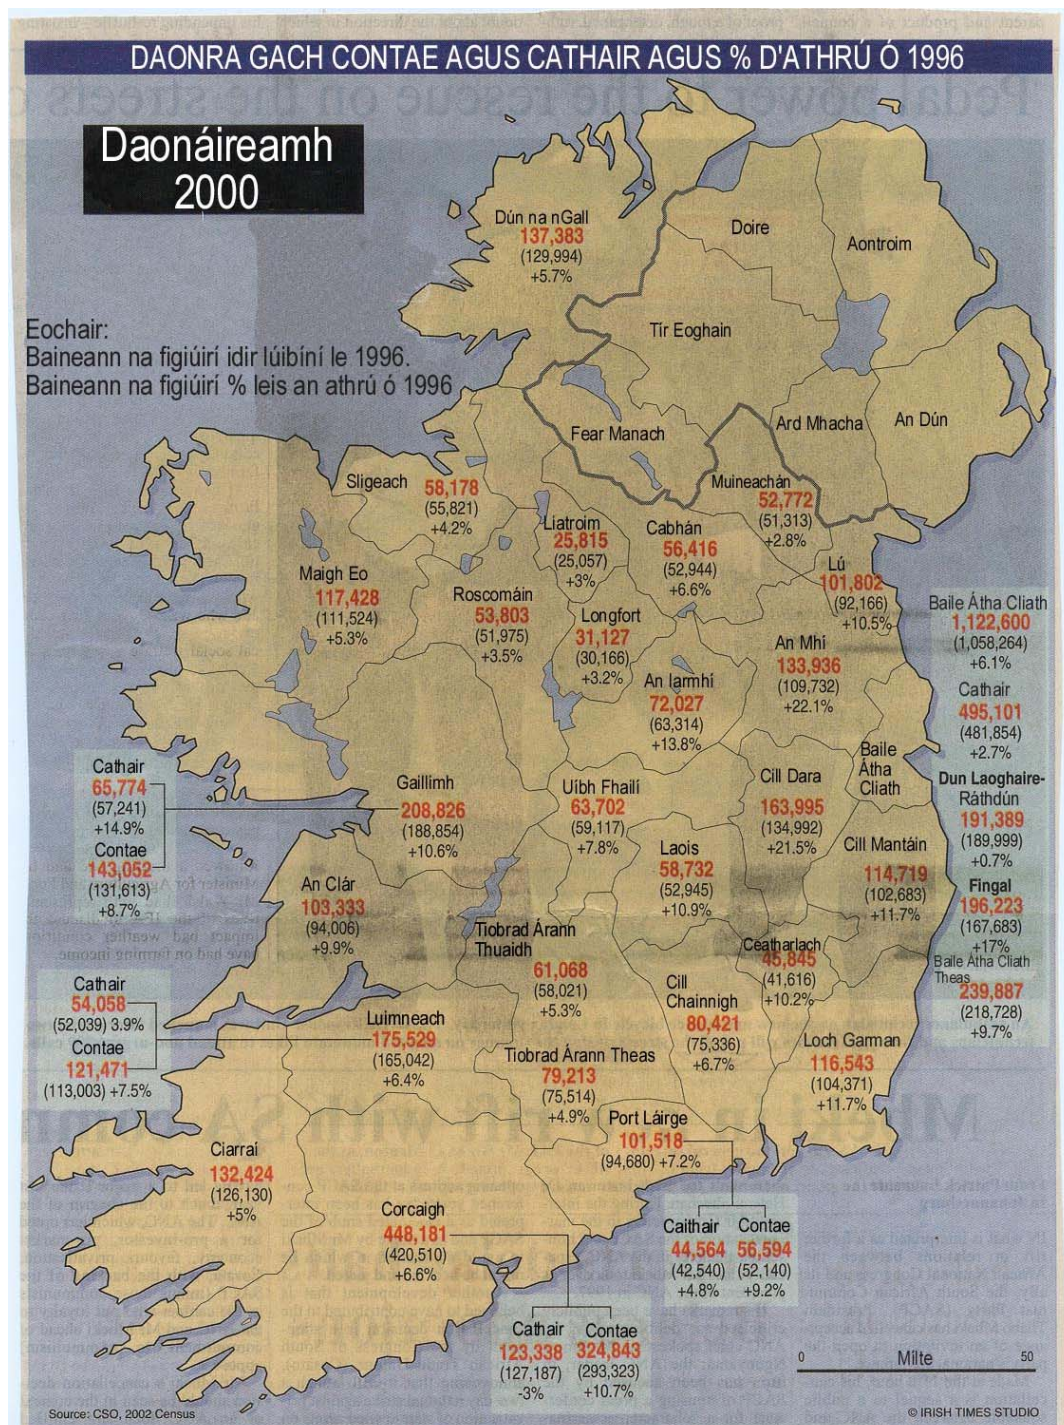 DAONRA GACH CONTAE AGUS CATHAIR AGUS % D'ATHRÚ Ó 1996
Daonáireamh
2000
Eochair:
Baineann na figiúirí idir lúibíní le 1996.
Baineann na figiúirí % leis an athrú ó 1996
Dún na nGall
137,383
(129,994)
+5.7%
Doire
Aontroim
Tír Eoghain
Fear Manach
Ard Mhacha
An Dún
Sligeach
58,178
(55,821)
+4.2%
Muineachán
52,772
(51,313)
+2.8%
Liatroim
25,815
(25,057)
+3%
Cabhán
56,416
(52,944)
+6.6%
Lú
101,802
(92,166)
+10.5%
Maigh Eo
117,428
(111,524)
+5.3%
Roscomáin
53,803
(51,975)
+3.5%
Longfort
31,127
(30,166)
+3.2%
An Mhí
133,936
(109,732)
+22.1%
An Iarmhí
72,027
(63,314)
+13.8%
Baile Átha Cliath
1,122,600
(1,058,264)
+6.1%
Cathair
495,101
(481,854)
+2.7%
Dun Laoghaire-
Ráthdún
191,389
(189,999)
+0.7%
Fingal
196,223
(167,683)
+17%
Baile Átha Cliath
Theas
239,887
(218,728)
+9.7%
Baile
Átha
Cliath
Cathair
65,774
(57,241)
+14.9%
Contae
143,052
(131,613)
+8.7%
Gaillimh
208,826
(188,854)
+10.6%
Uíbh Fhailí
63,702
(59,117)
+7.8%
Cill Dara
163,995
(134,992)
+21.5%
Laois
58,732
(52,945)
+10.9%
Cill Mantáin
114,719
(102,683)
+11.7%
An Clár
103,333
(94,006)
+9.9%
Tiobrad Árann
Thuaidh
61,068
(58,021)
+5.3%
Ceatharlach
45,845
(41,616)
+10.2%
Cill
Chainnigh
80,421
(75,336)
+6.7%
Cathair
54,058
(52,039) 3.9%
Contae
121,471
(113,003) +7.5%
Luimneach
175,529
(165,042)
+6.4%
Tiobrad Árann Theas
79,213
(75,514)
+4.9%
Loch Garman
116,543
(104,371)
+11.7%
Port Láirge
101,518
(94,680) +7.2%
Ciarraí
132,424
(126,130)
+5%
Corcaigh
448,181
(420,510)
+6.6%
Caithair
44,564
(42,540)
+4.8%
Contae
56,594
(52,140)
+9.2%
Cathair
123,338
(127,187)
-3%
Contae
324,843
(293,323)
+10.7%
0 Milte 50
Source: CSO, 2002 Census
© IRISH TIMES STUDIO